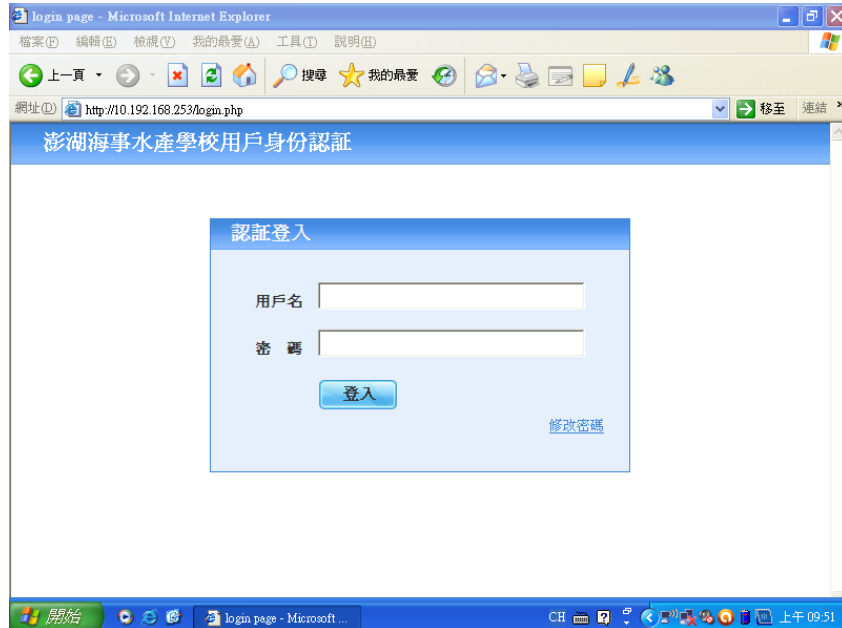 login page - Microsoft Internet Explorer
檔案(F) 編輯(E) 檢視(V) 我的最愛(A) 工具(T) 說明(H)
上一頁 搜尋 我的最愛
網址(D) http://10.192.168.253/login.php 移至 連結 »
澎湖海事水產學校用戶身份認証
認証登入
用戶名
密 碼
登入
修改密碼
開始 login page - Microsoft ... CH 上午 09:51